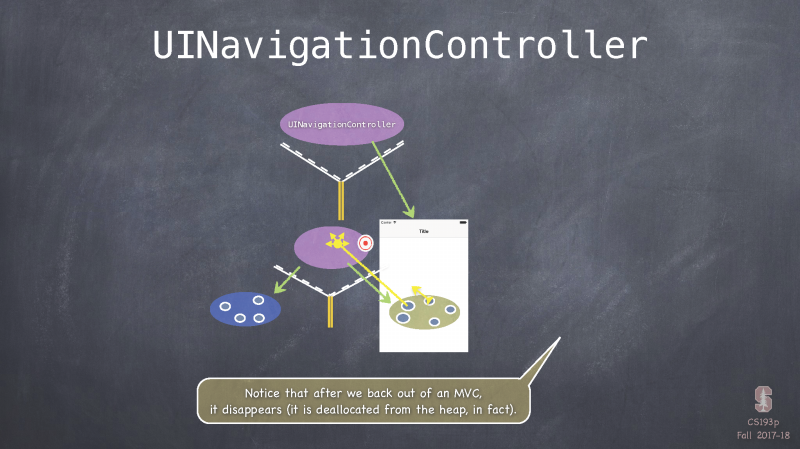 UINavigationController
UINavigationController
Title
Notice that after we back out of an MVC,
it disappears (it is deallocated from the heap, in fact).
CS193p
Fall 2017-18